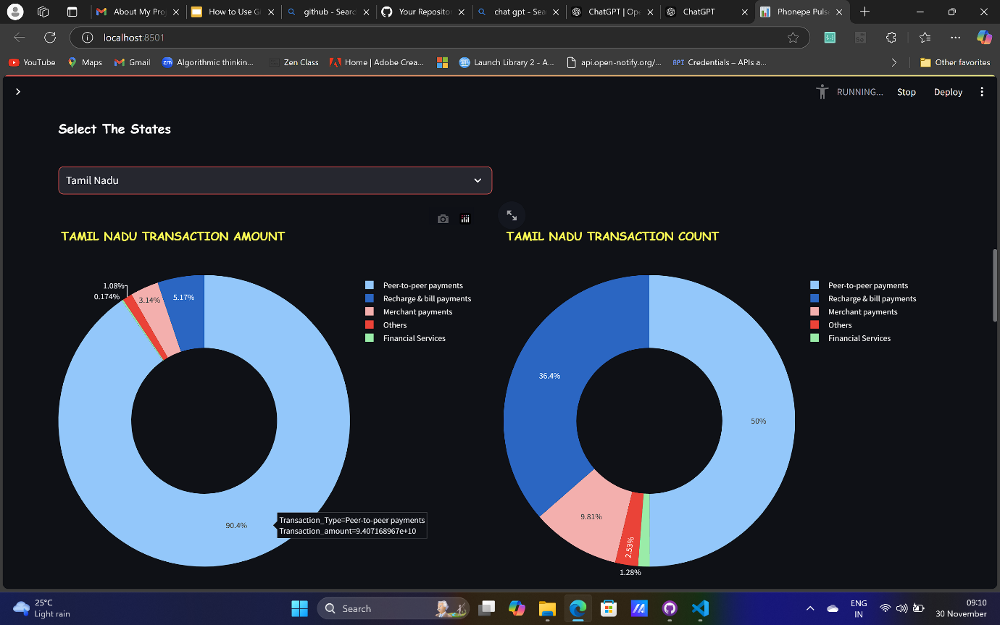 About My Proj
How to Use Gi
github - Searc
Your Repositor
chat gpt - Sea
ChatGPT | Ope
ChatGPT
Phonepe Pulse
localhost:8501
YouTube
Maps
Gmail
Algorithmic thinkin...
Zen Class
Home | Adobe Crea...
Launch Library 2 - A...
api.open-notify.org/...
API Credentials – APIs a...
Other favorites
RUNNING...
Stop
Deploy
Select The States
Tamil Nadu
TAMIL NADU TRANSACTION AMOUNT
1.08%
0.174%
3.14%
5.17%
90.4%
Transaction_Type=Peer-to-peer payments
Transaction_amount=9.407168967e+10
Peer-to-peer payments
Recharge & bill payments
Merchant payments
Others
Financial Services
TAMIL NADU TRANSACTION COUNT
36.4%
50%
9.81%
2.53%
1.28%
Peer-to-peer payments
Recharge & bill payments
Merchant payments
Others
Financial Services
25°C
Light rain
Search
ENG
IN
09:10
30 November